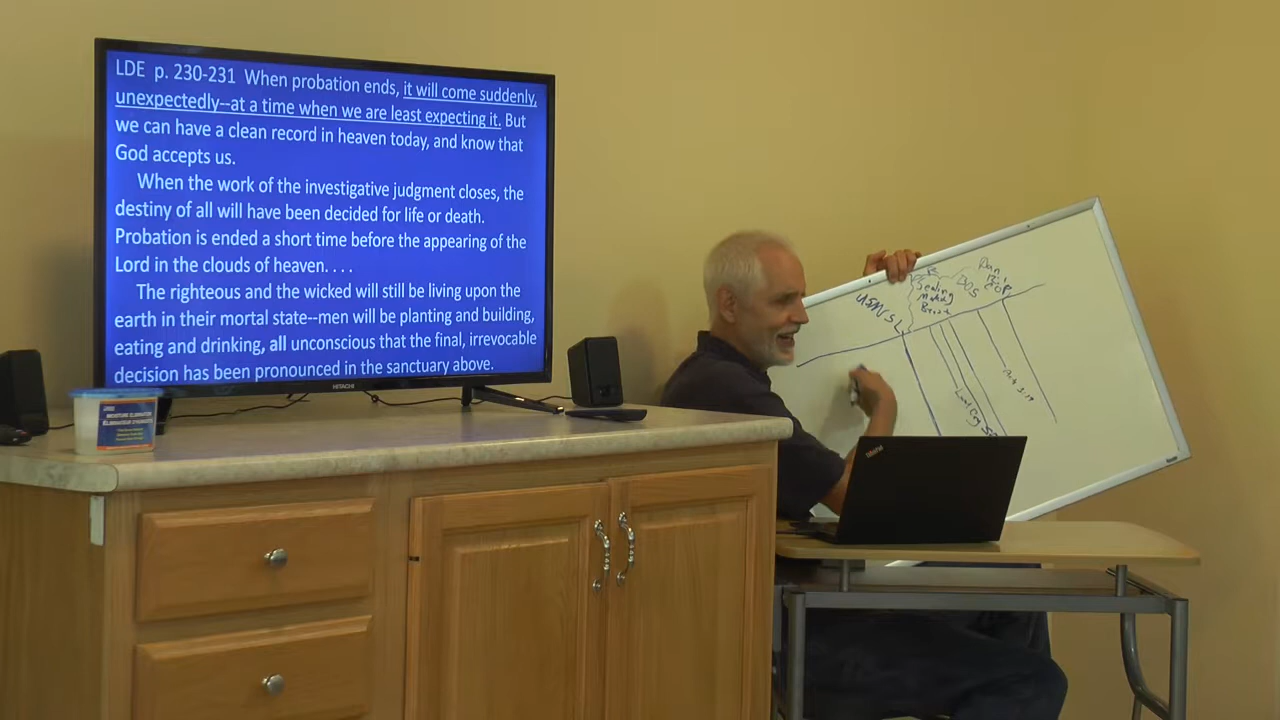 LDE p. 230-231 When probation ends, it will come suddenly,
unexpectedly--at a time when we are least expecting it. But
we can have a clean record in heaven today, and know that
God accepts us.
When the work of the investigative judgment closes, the
destiny of all will have been decided for life or death.
Probation is ended a short time before the appearing of the
Lord in the clouds of heaven. . . .
The righteous and the wicked will still be living upon the
earth in their mortal state--men will be planting and building,
eating and drinking, all unconscious that the final, irrevocable
decision has been pronounced in the sanctuary above.
HITACHI
MOISTURE ELIMINATOR
Sealing
Dan
Loud Cry